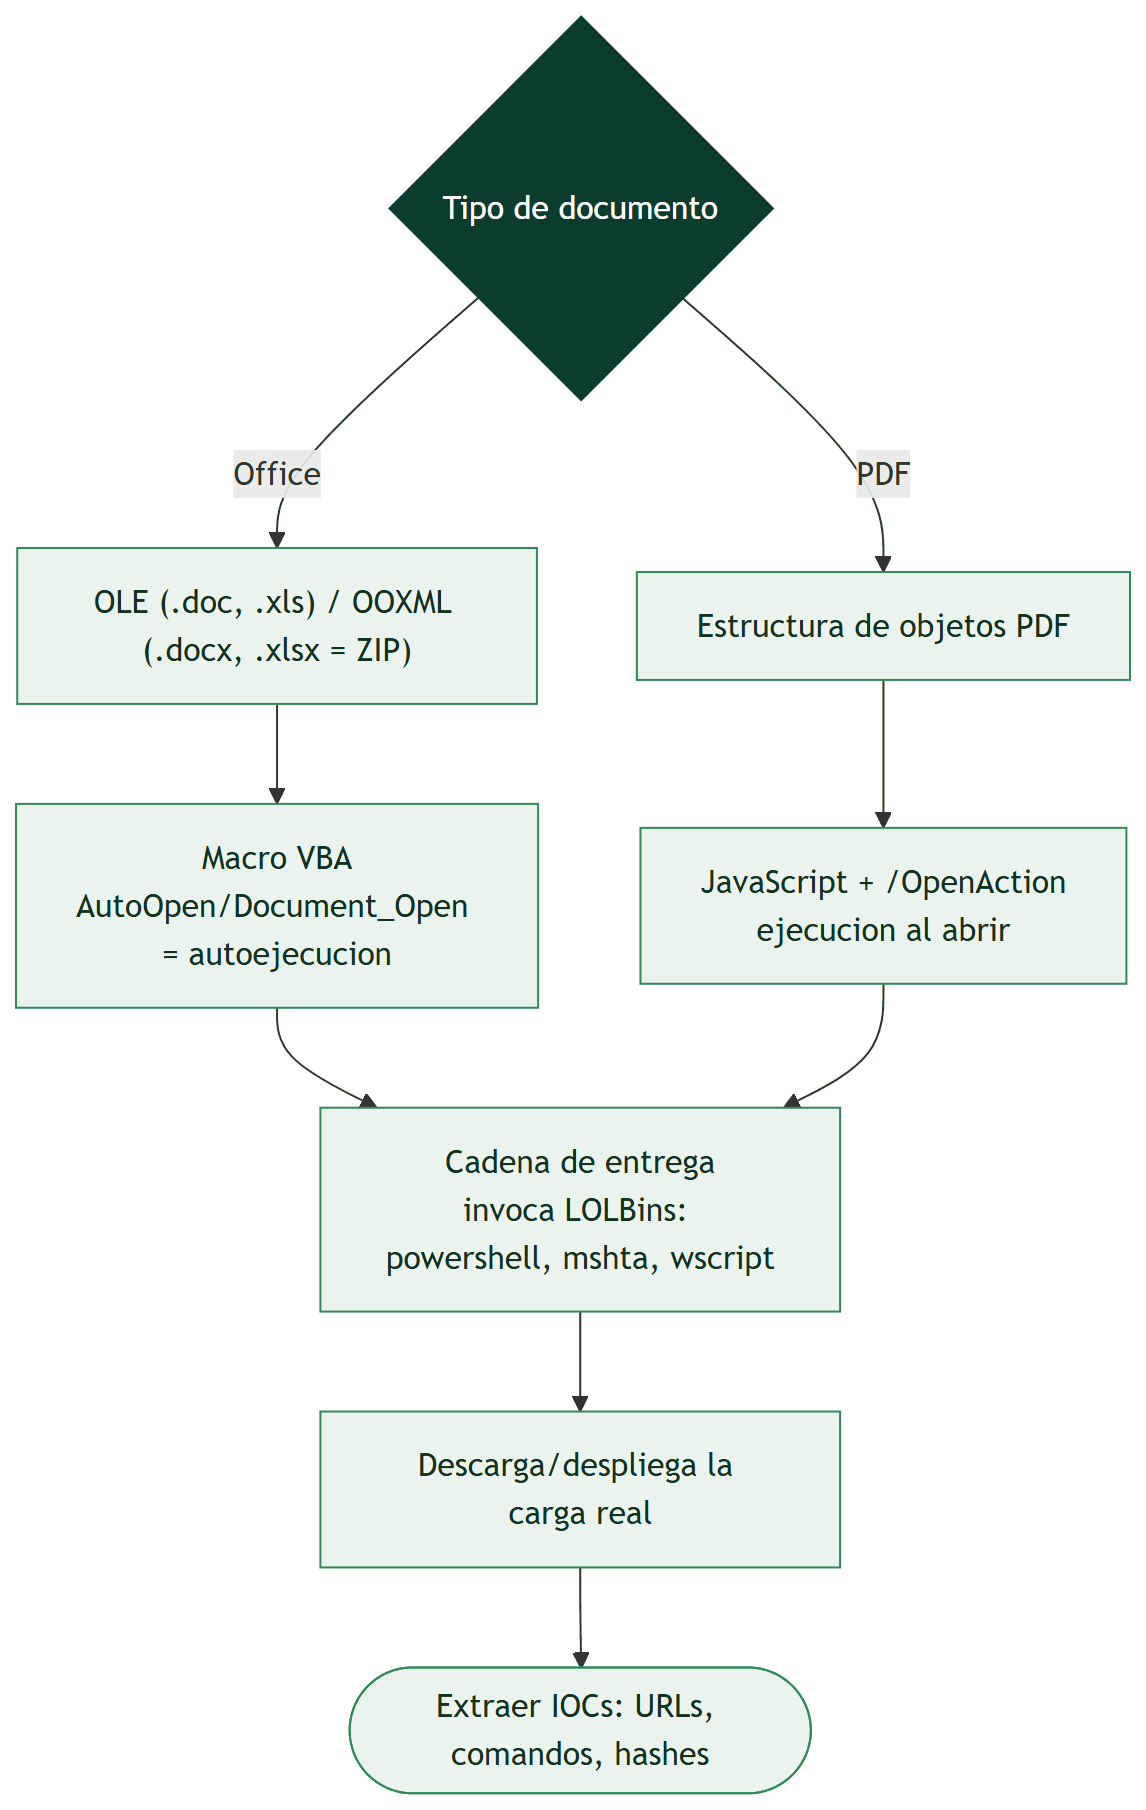 Tipo de documento
Office
PDF
OLE (.doc, .xls) / OOXML
(.docx, .xlsx = ZIP)
Estructura de objetos PDF
Macro VBA
AutoOpen/Document_Open
= autoejecucion
JavaScript + /OpenAction
ejecucion al abrir
Cadena de entrega
invoca LOLBins:
powershell, mshta, wscript
Descarga/despliega la
carga real
Extraer IOCs: URLs,
comandos, hashes